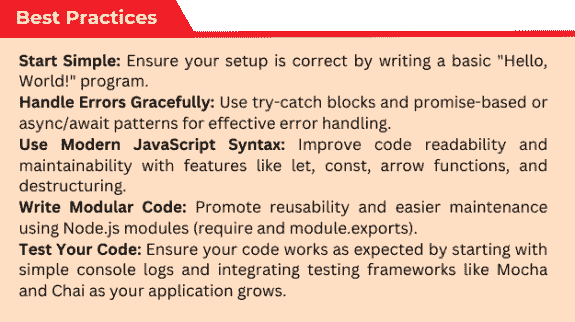 Best Practices
Start Simple: Ensure your setup is correct by writing a basic "Hello,
World!" program.
Handle Errors Gracefully: Use try-catch blocks and promise-based or
async/await patterns for effective error handling.
Use Modern JavaScript Syntax: Improve code readability and
maintainability with features like let, const, arrow functions, and
destructuring.
Write Modular Code: Promote reusability and easier maintenance
using Node.js modules (require and module.exports).
Test Your Code: Ensure your code works as expected by starting with
simple console logs and integrating testing frameworks like Mocha
and Chai as your application grows.